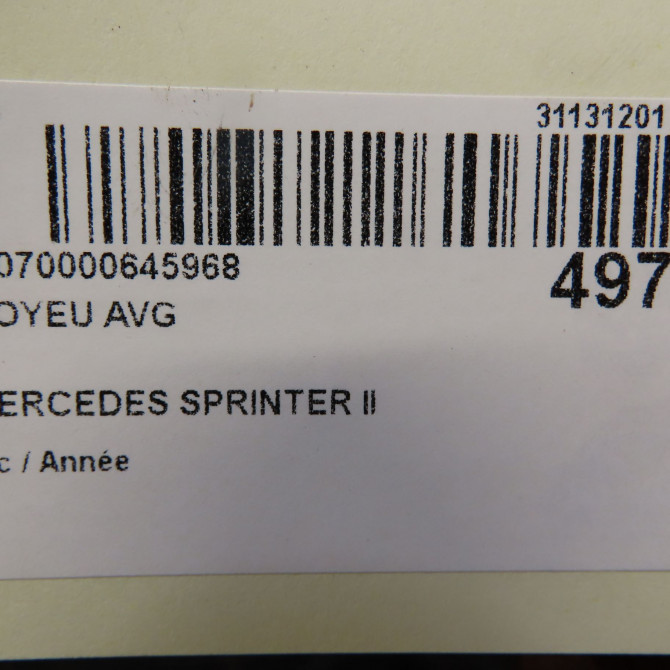 31131201
070000645968
497
OYEU AVG
ERCEDES SPRINTER II
c / Année